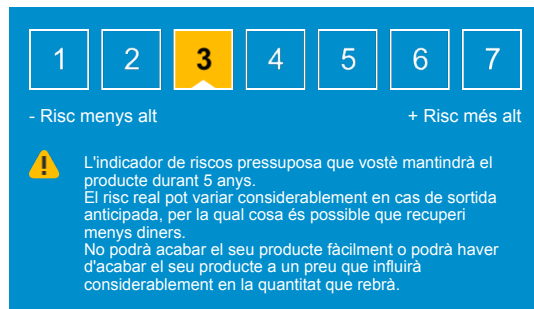 1 2 3 4 5 6 7
- Risc menys alt + Risc més alt
L'indicador de riscos pressuposa que vostè mantindrà el
producte durant 5 anys.
El risc real pot variar considerablement en cas de sortida
anticipada, per la qual cosa és possible que recuperi
menys diners.
No podrà acabar el seu producte fàcilment o podrà haver
d'acabar el seu producte a un preu que influirà
considerablement en la quantitat que rebrà.